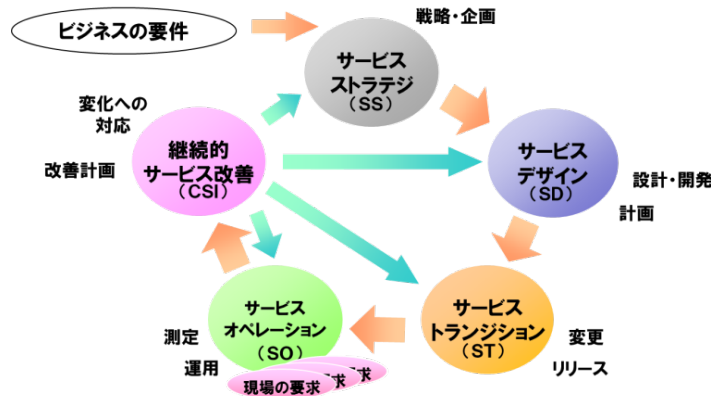 ビジネスの要件
戦略・企画
サービス
ストラテジ
（SS）
変化への
対応
改善計画
継続的
サービス改善
（CSI）
サービス
デザイン
（SD）
設計・開発
計画
サービス
オペレーション
（SO）
測定
運用
現場の要求
求
求
サービス
トランジション
（ST）
変更
リリース